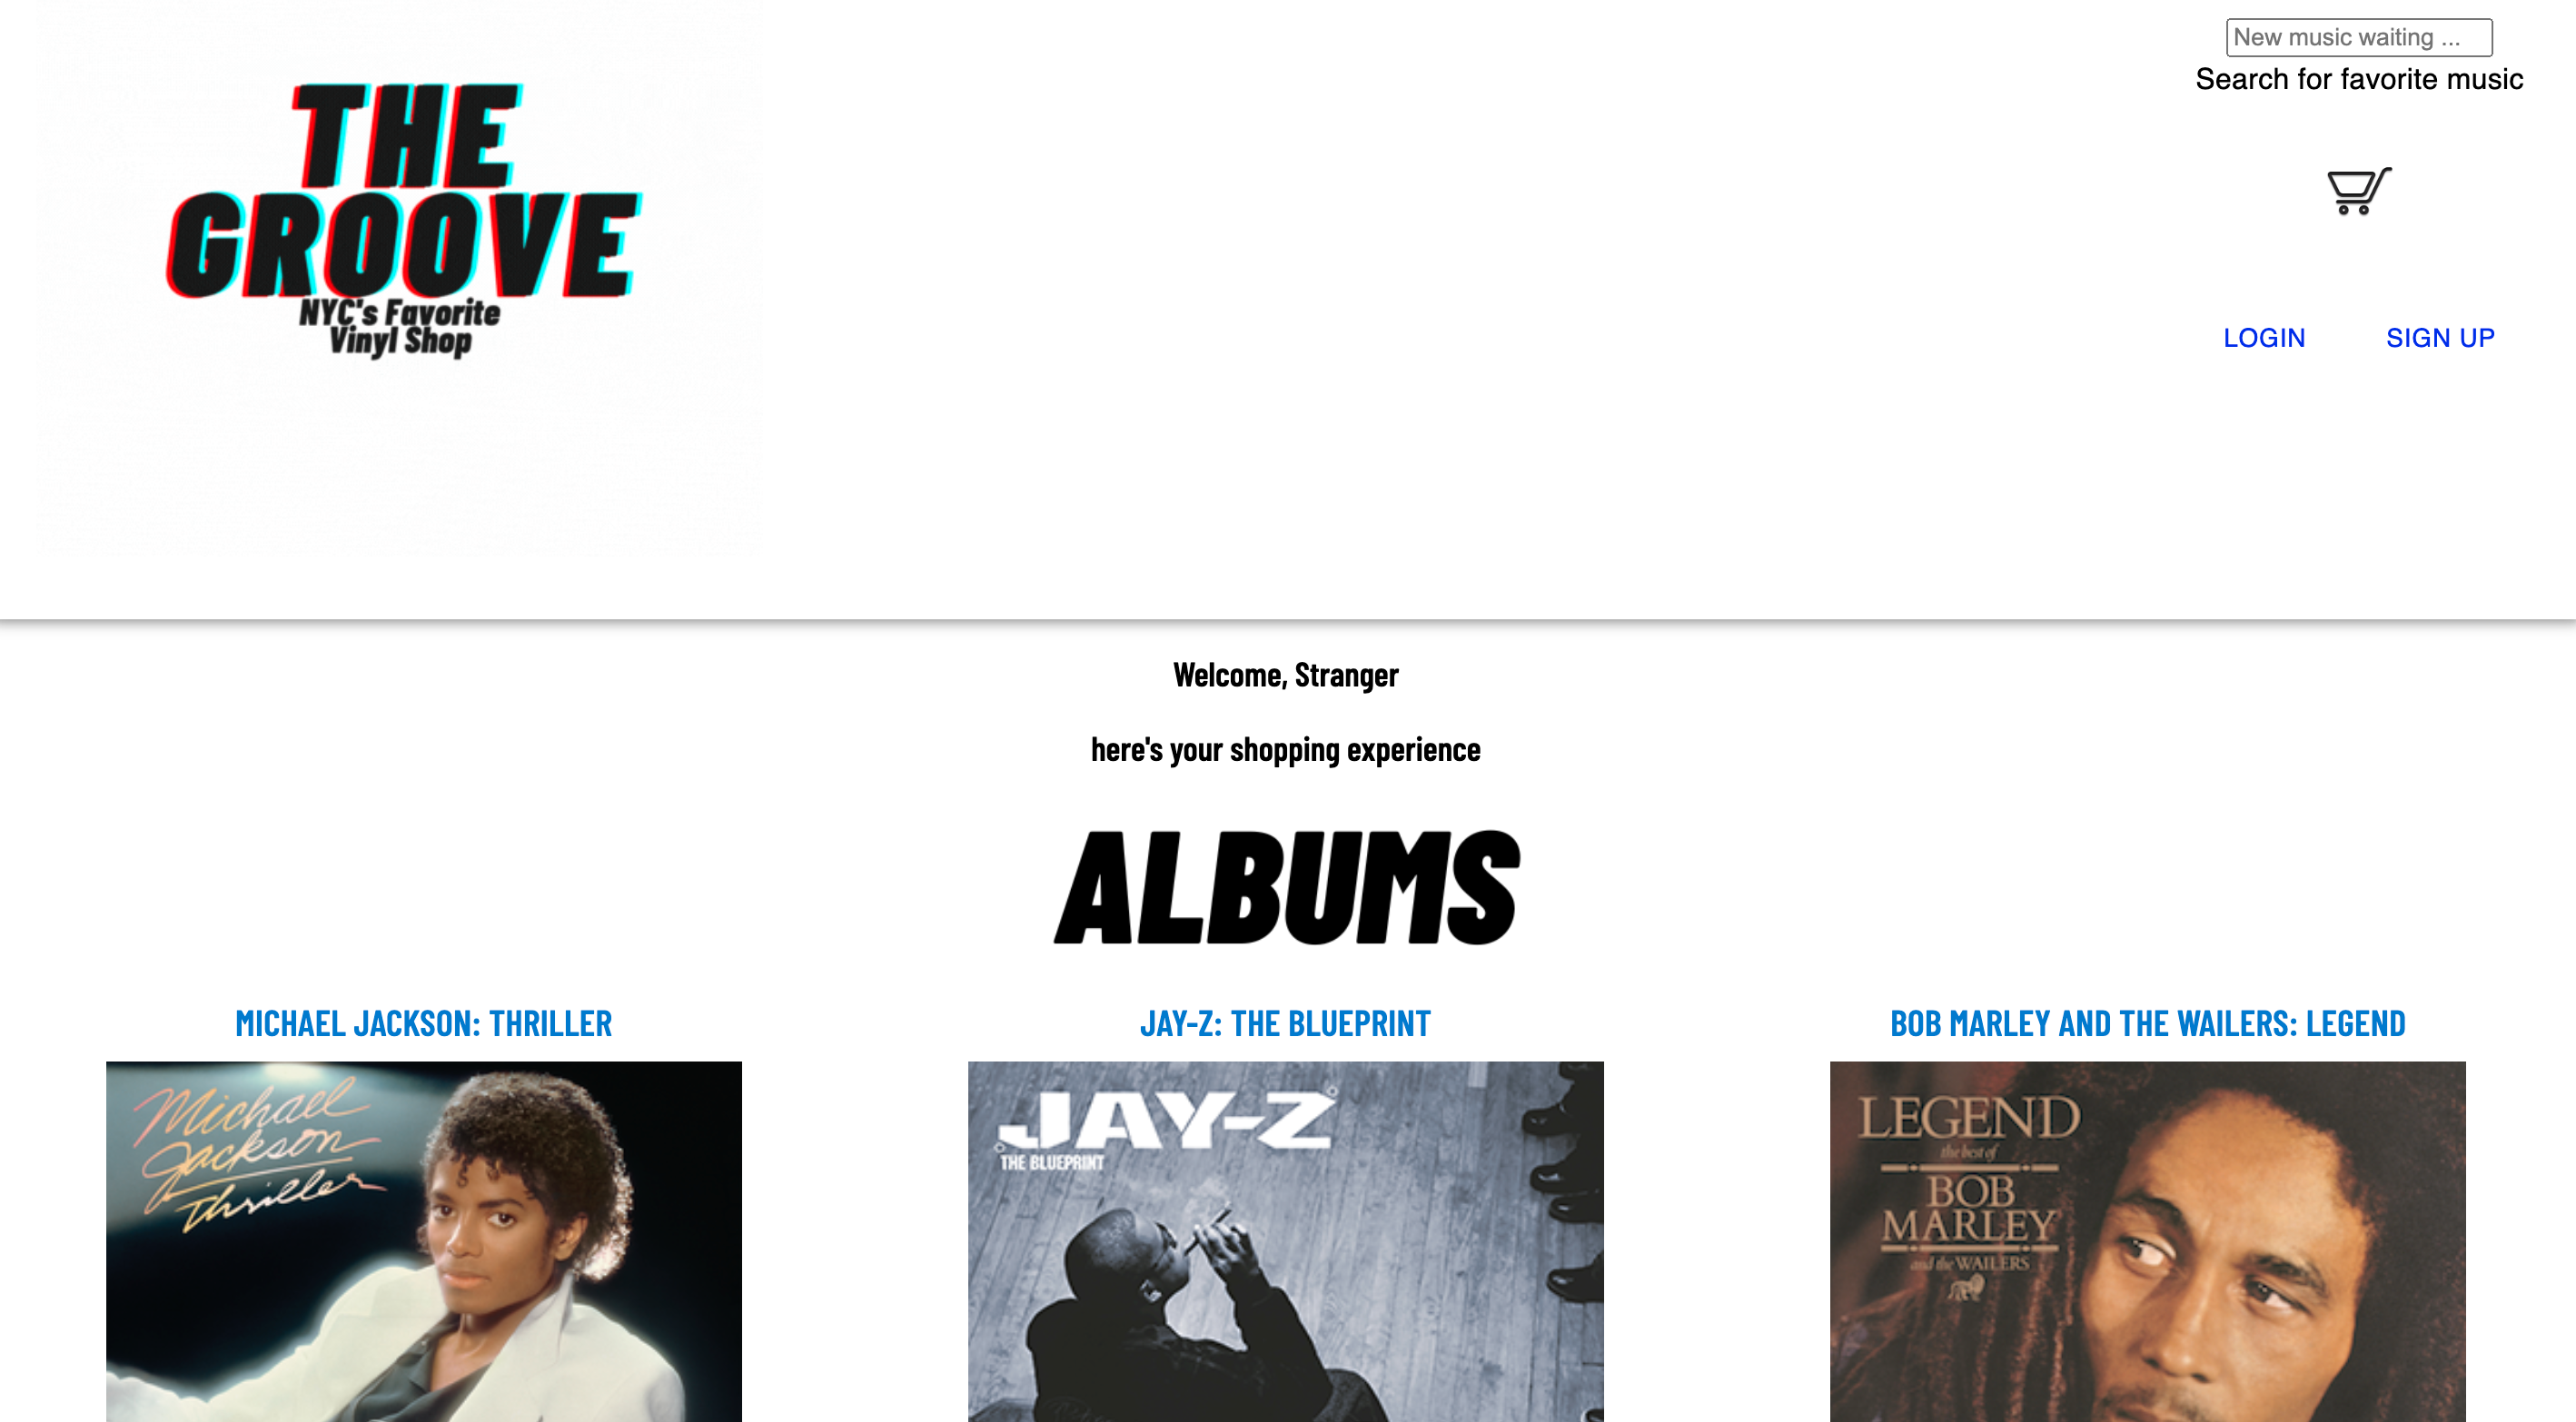 THE
GROOVE
NYC's Favorite
Vinyl Shop
New music waiting ...
Search for favorite music
LOGIN SIGN UP
Welcome, Stranger
here's your shopping experience
ALBUMS
MICHAEL JACKSON: THRILLER
Michael
Jackson
Thriller
JAY-Z: THE BLUEPRINT
JAY-Z
THE BLUEPRINT
BOB MARLEY AND THE WAILERS: LEGEND
LEGEND
the best of
BOB
MARLEY
and the WAILERS